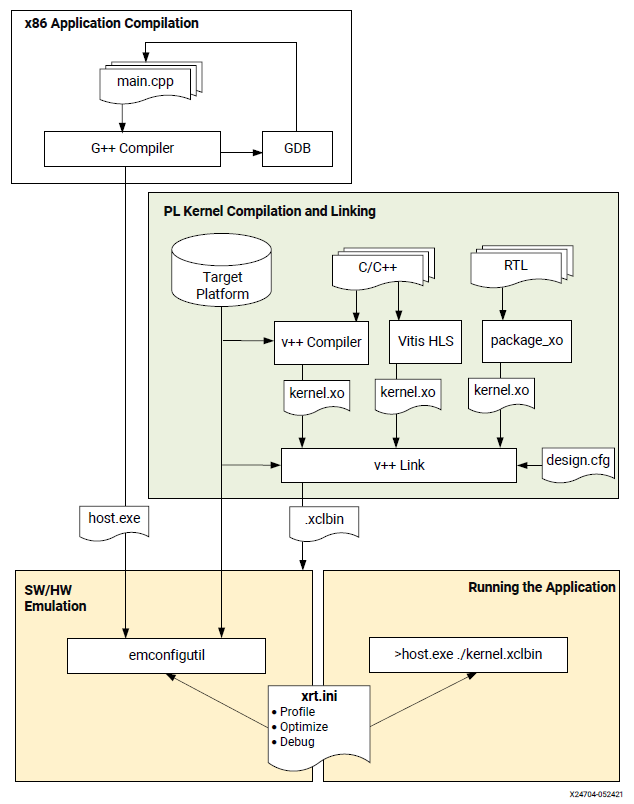 x86 Application Compilation
main.cpp
G++ Compiler
GDB
PL Kernel Compilation and Linking
Target
Platform
C/C++
RTL
v++ Compiler
Vitis HLS
package_xo
kernel.xo
kernel.xo
kernel.xo
v++ Link
design.cfg
host.exe
.xclbin
SW/HW
Emulation
Running the Application
emconfigutil
>host.exe ./kernel.xclbin
xrt.ini
• Profile
• Optimize
• Debug
X24704-052421